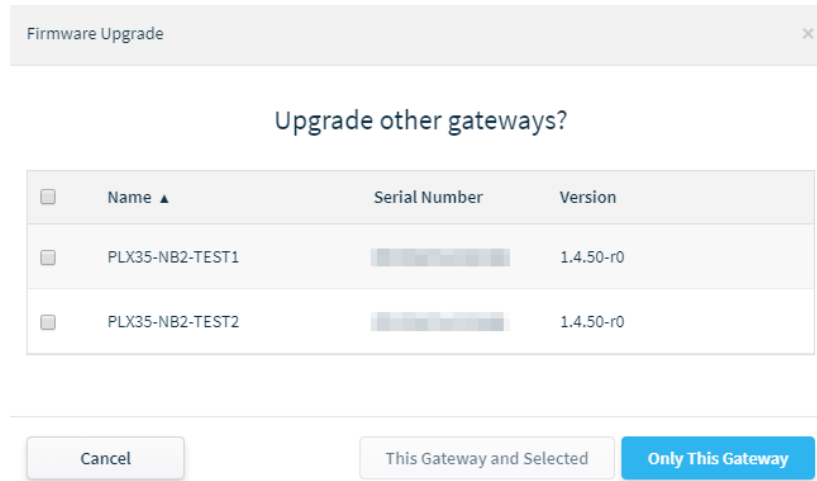 Firmware Upgrade ×
Upgrade other gateways?
Name ▲ Serial Number Version
PLX35-NB2-TEST1 1.4.50-r0
PLX35-NB2-TEST2 1.4.50-r0
Cancel This Gateway and Selected Only This Gateway